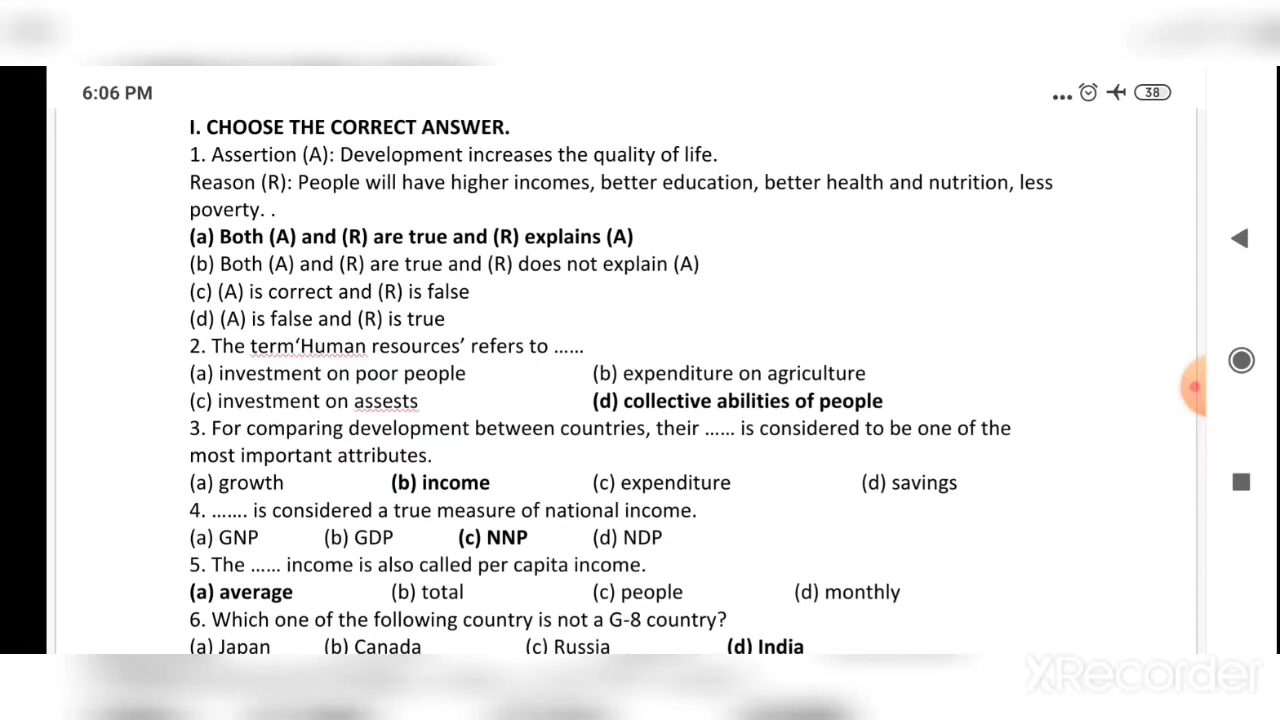 6:06 PM
38
I. CHOOSE THE CORRECT ANSWER.
1. Assertion (A): Development increases the quality of life.
Reason (R): People will have higher incomes, better education, better health and nutrition, less
poverty. .
(a) Both (A) and (R) are true and (R) explains (A)
(b) Both (A) and (R) are true and (R) does not explain (A)
(c) (A) is correct and (R) is false
(d) (A) is false and (R) is true
2. The term‘Human resources’ refers to ......
(a) investment on poor people (b) expenditure on agriculture
(c) investment on assests (d) collective abilities of people
3. For comparing development between countries, their ...... is considered to be one of the
most important attributes.
(a) growth (b) income (c) expenditure (d) savings
4. ....... is considered a true measure of national income.
(a) GNP (b) GDP (c) NNP (d) NDP
5. The ...... income is also called per capita income.
(a) average (b) total (c) people (d) monthly
6. Which one of the following country is not a G-8 country?
(a) Japan (b) Canada (c) Russia (d) India
XRecorder